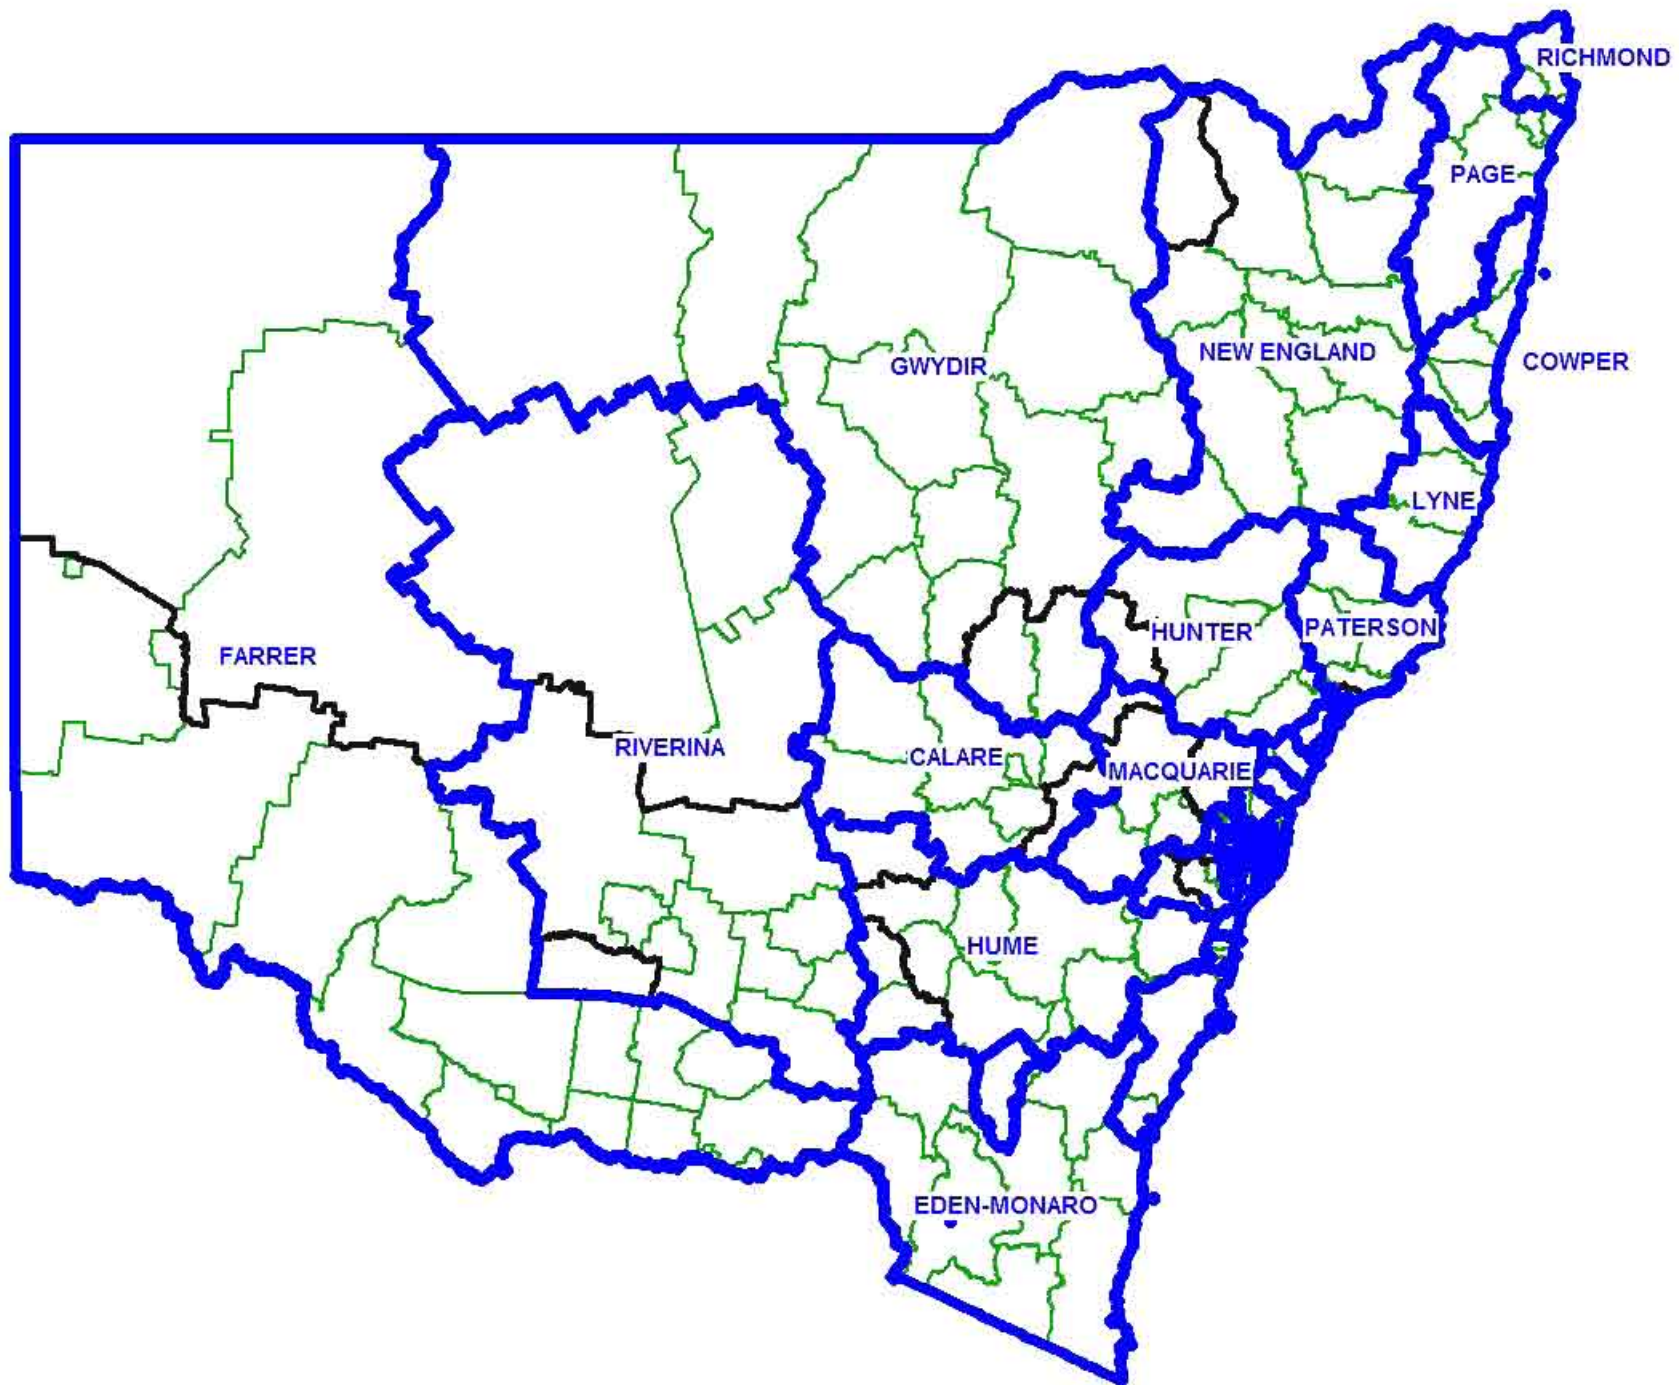 RICHMOND
PAGE
NEW ENGLAND
COWPER
GWYDIR
LYNE
HUNTER
PATERSON
FARRER
RIVERINA
CALARE
MACQUARIE
HUME
EDEN-MONARO